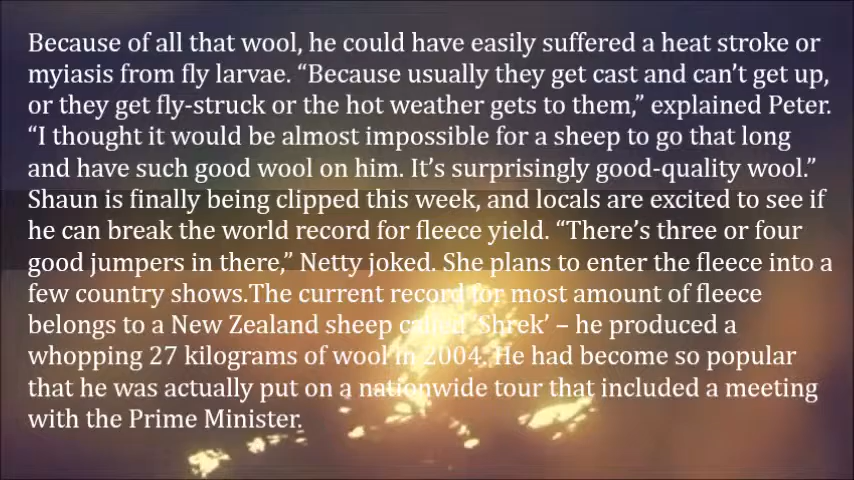 Because of all that wool, he could have easily suffered a heat stroke or
myiasis from fly larvae. “Because usually they get cast and can’t get up,
or they get fly-struck or the hot weather gets to them,” explained Peter.
“I thought it would be almost impossible for a sheep to go that long
and have such good wool on him. It’s surprisingly good-quality wool.”
Shaun is finally being clipped this week, and locals are excited to see if
he can break the world record for fleece yield. “There’s three or four
good jumpers in there,” Netty joked. She plans to enter the fleece into a
few country shows.The current record for most amount of fleece
belongs to a New Zealand sheep called ‘Shrek’ – he produced a
whopping 27 kilograms of wool in 2004. He had become so popular
that he was actually put on a nationwide tour that included a meeting
with the Prime Minister.